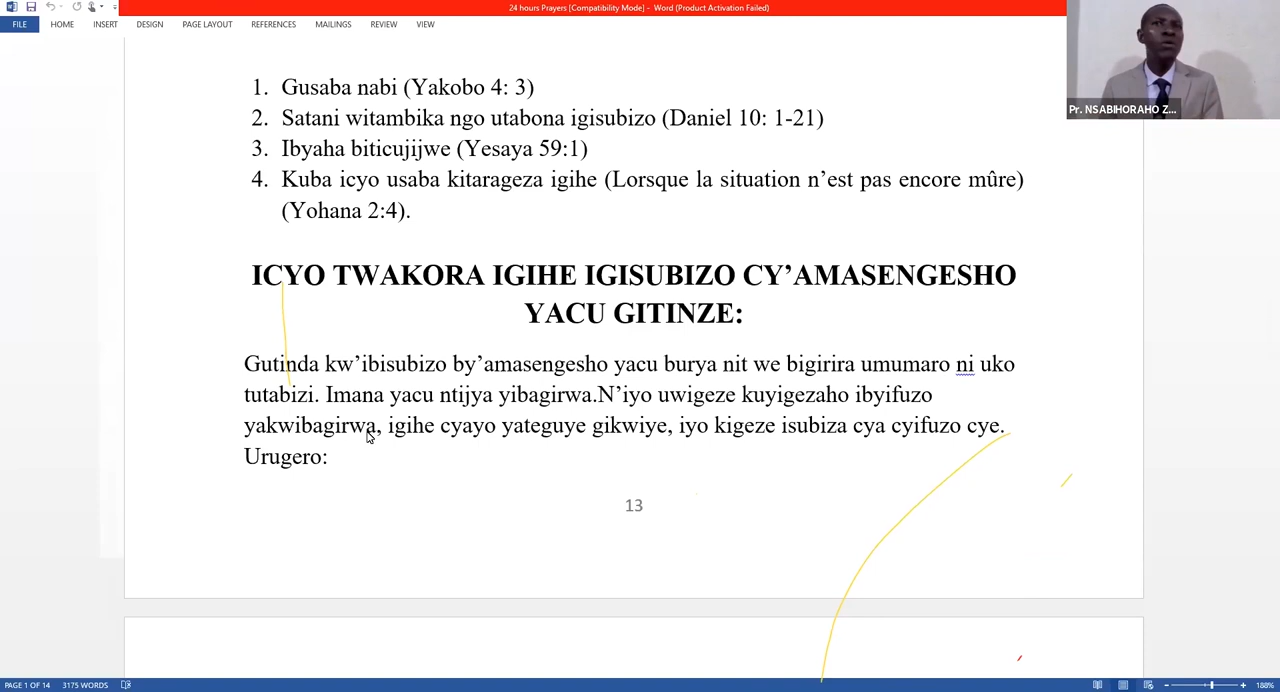 24 hours Prayers [Compatibility Mode] - Word (Product Activation Failed)
FILE HOME INSERT DESIGN PAGE LAYOUT REFERENCES MAILINGS REVIEW VIEW
Pr. NSABIHORAHO Z...
1. Gusaba nabi (Yakobo 4: 3)
2. Satani witambika ngo utabona igisubizo (Daniel 10: 1-21)
3. Ibyaha biticujijwe (Yesaya 59:1)
4. Kuba icyo usaba kitarageza igihe (Lorsque la situation n’est pas encore mûre)
(Yohana 2:4).
ICYO TWAKORA IGIHE IGISUBIZO CY’AMASENGESHO
YACU GITINZE:
Gutinda kw’ibisubizo by’amasengesho yacu burya nit we bigirira umumaro ni uko
tutabizi. Imana yacu ntijya yibagirwa.N’iyo uwigeze kuyigezaho ibyifuzo
yakwibagirwa, igihe cyayo yateguye gikwiye, iyo kigeze isubiza cya cyifuzo cye.
Urugero:
13
PAGE 1 OF 14 3175 WORDS
188%